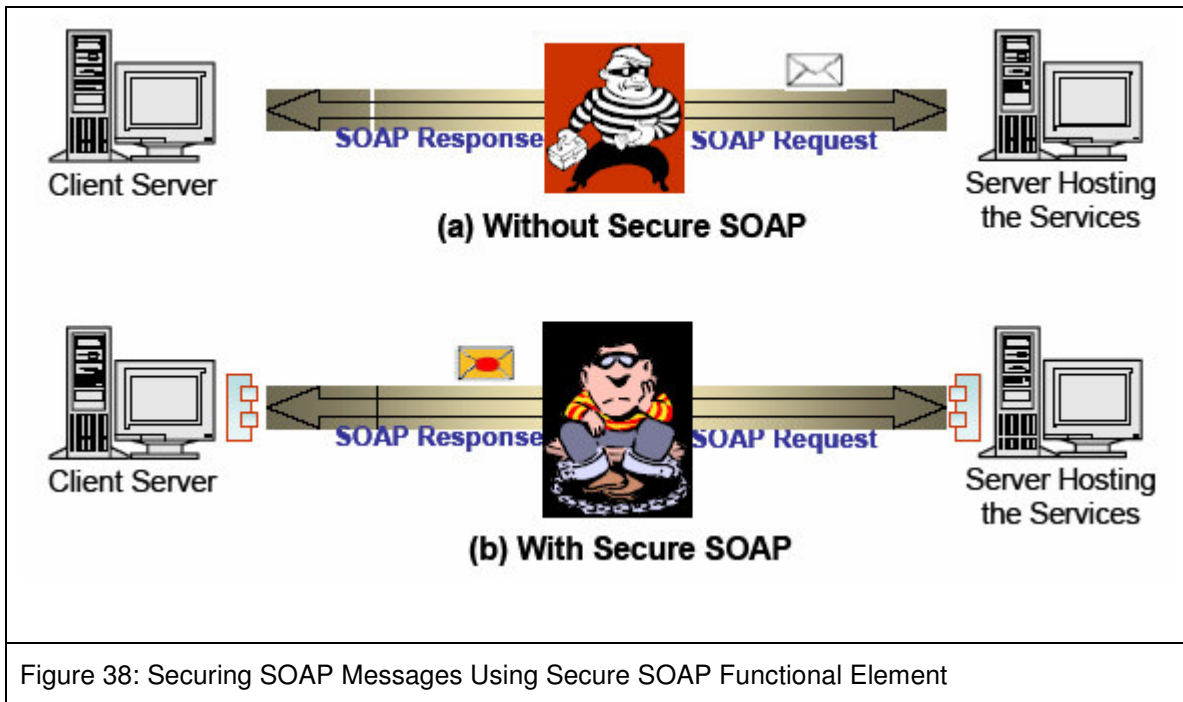 SOAP Response
SOAP Request
Client Server
Server Hosting
the Services
(a) Without Secure SOAP
SOAP Response
SOAP Request
Client Server
Server Hosting
the Services
(b) With Secure SOAP
Figure 38: Securing SOAP Messages Using Secure SOAP Functional Element